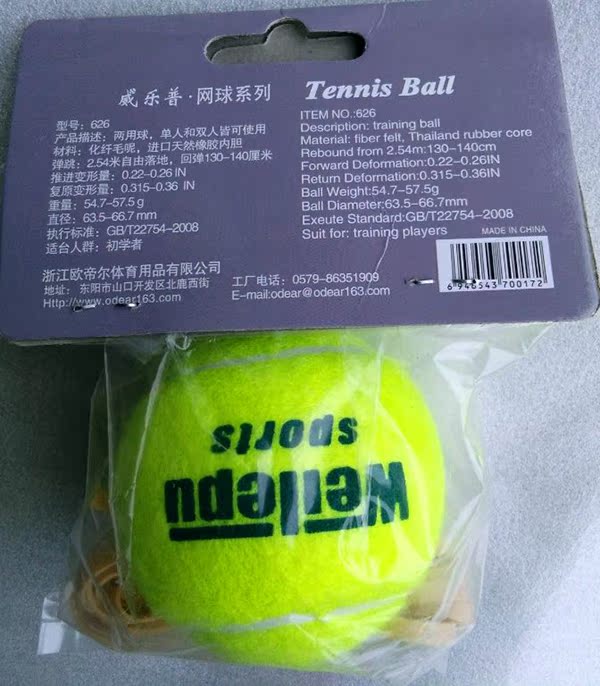 威乐普·网球系列
型号：626
产品描述：两用球，单人和双人皆可使用
材料：化纤毛呢，进口天然橡胶内胆
弹跳：2.54米自由落地，回弹130-140厘米
推进变形量：0.22-0.26 IN
复原变形量：0.315-0.36 IN
重量：54.7-57.5 g
直径：63.5-66.7 mm
执行标准：GB/T22754-2008
适台人群：初学者
Tennis Ball
ITEM NO.:626
Description: training ball
Material: fiber felt, Thailand rubber core
Rebound from 2.54m:130-140cm
Forward Deformation:0.22-0.26IN
Return Deformation:0.315-0.36IN
Ball Weight:54.7-57.5g
Ball Diameter:63.5-66.7mm
Exeute Standard:GB/T22754-2008
Suit for: training players
MADE IN CHINA
6 948543 700172
浙江欧帝尔体育用品有限公司
地址：东阳市山口开发区北鹿西街
Http://www.odear163.com
工厂电话：0579-86351909
E-mail:odear@odear163.com
Weilepu
sports